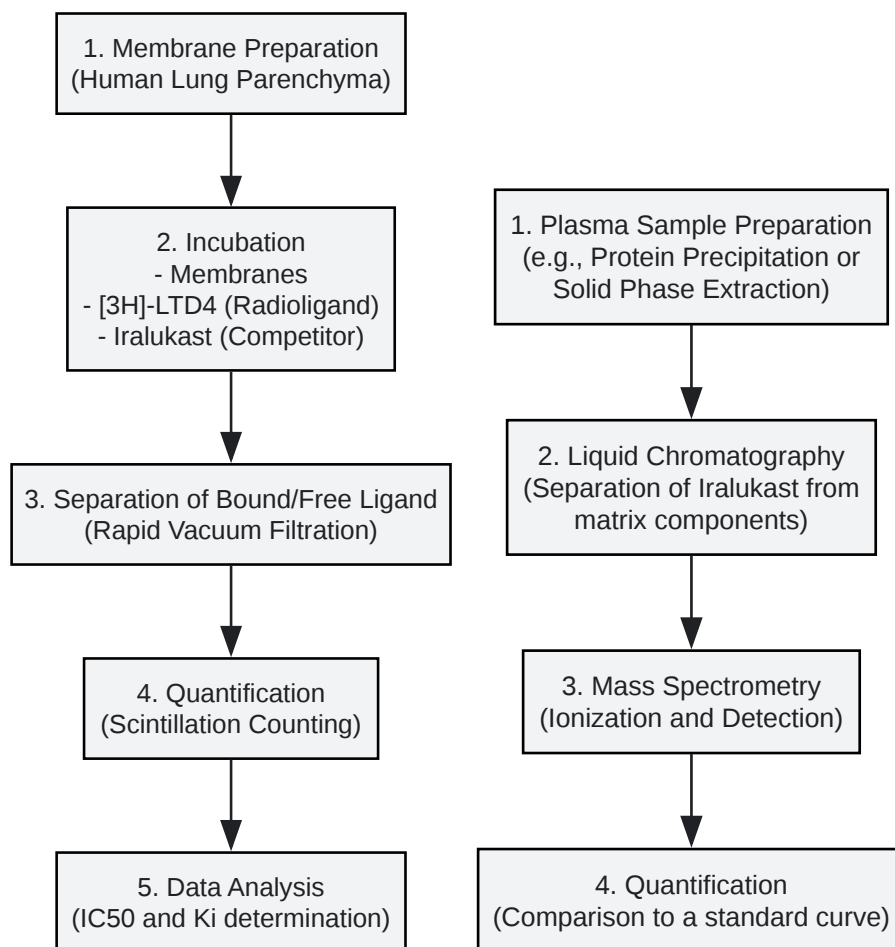 1. Membrane Preparation
(Human Lung Parenchyma)
2. Incubation
- Membranes
- [3H]-LTD4 (Radioligand)
- Iralukast (Competitor)
3. Separation of Bound/Free Ligand
(Rapid Vacuum Filtration)
4. Quantification
(Scintillation Counting)
5. Data Analysis
(IC50 and Ki determination)
1. Plasma Sample Preparation
(e.g., Protein Precipitation or
Solid Phase Extraction)
2. Liquid Chromatography
(Separation of Iralukast from
matrix components)
3. Mass Spectrometry
(Ionization and Detection)
4. Quantification
(Comparison to a standard curve)